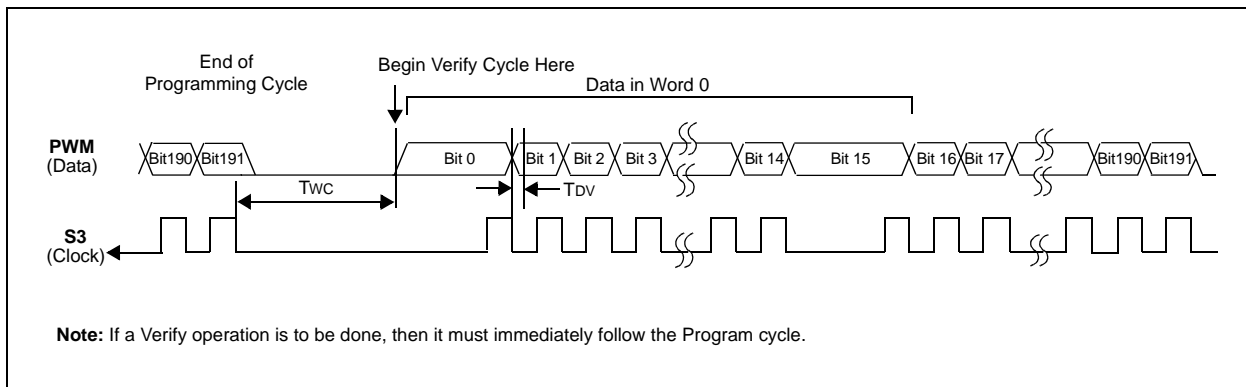 End of
Programming Cycle
Begin Verify Cycle Here
Data in Word 0
PWM
(Data)
Bit190
Bit191
Bit 0
Bit 1
Bit 2
Bit 3
Bit 14
Bit 15
Bit 16
Bit 17
Bit190
Bit191
TWC
TDV
S3
(Clock)
Note: If a Verify operation is to be done, then it must immediately follow the Program cycle.